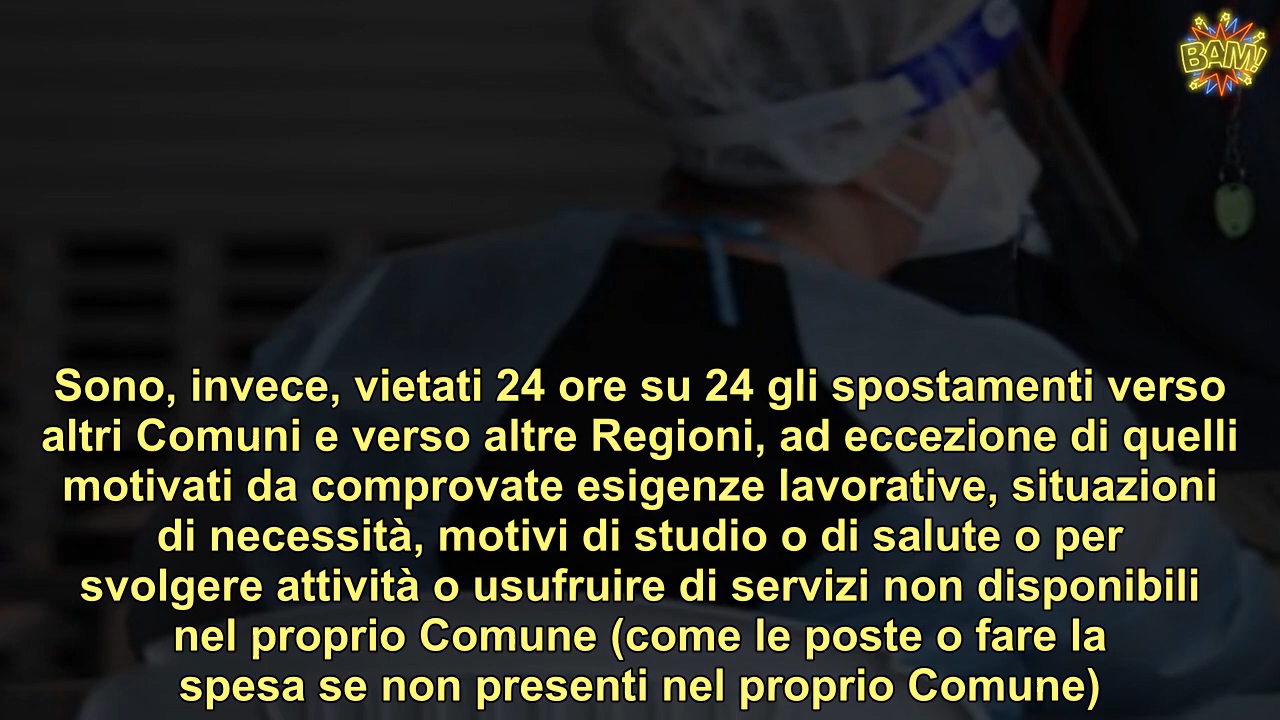 BAM!
Sono, invece, vietati 24 ore su 24 gli spostamenti verso
altri Comuni e verso altre Regioni, ad eccezione di quelli
motivati da comprovate esigenze lavorative, situazioni
di necessità, motivi di studio o di salute o per
svolgere attività o usufruire di servizi non disponibili
nel proprio Comune (come le poste o fare la
spesa se non presenti nel proprio Comune)